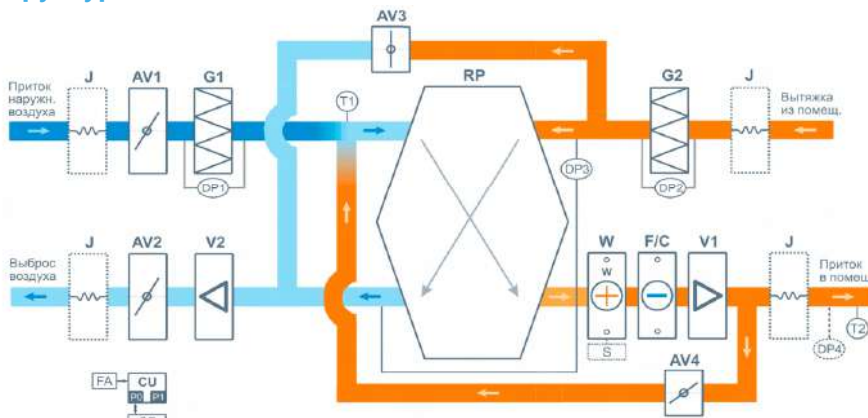 AV3
J
AV1
G1
RP
G2
J
Приток
наружн.
воздуха
T1
Вытяжка
из помещ.
DP1
DP3
DP2
J
AV2
V2
W
F/C
V1
J
Выброс
воздуха
W
Приток
в помещ.
S
T2
DP4
AV4
FA
CU
P0 P1